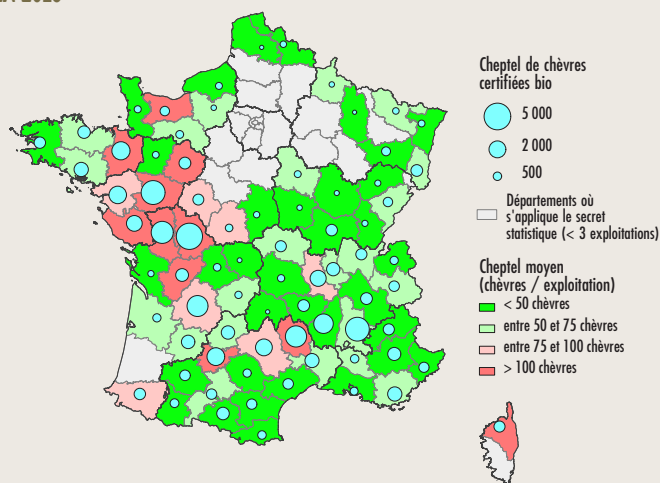 Cheptel de chèvres
certifiées bio
5 000
2 000
500
Départements où
s'applique le secret
statistique (< 3 exploitations)
Cheptel moyen
(chèvres / exploitation)
< 50 chèvres
entre 50 et 75 chèvres
entre 75 et 100 chèvres
> 100 chèvres